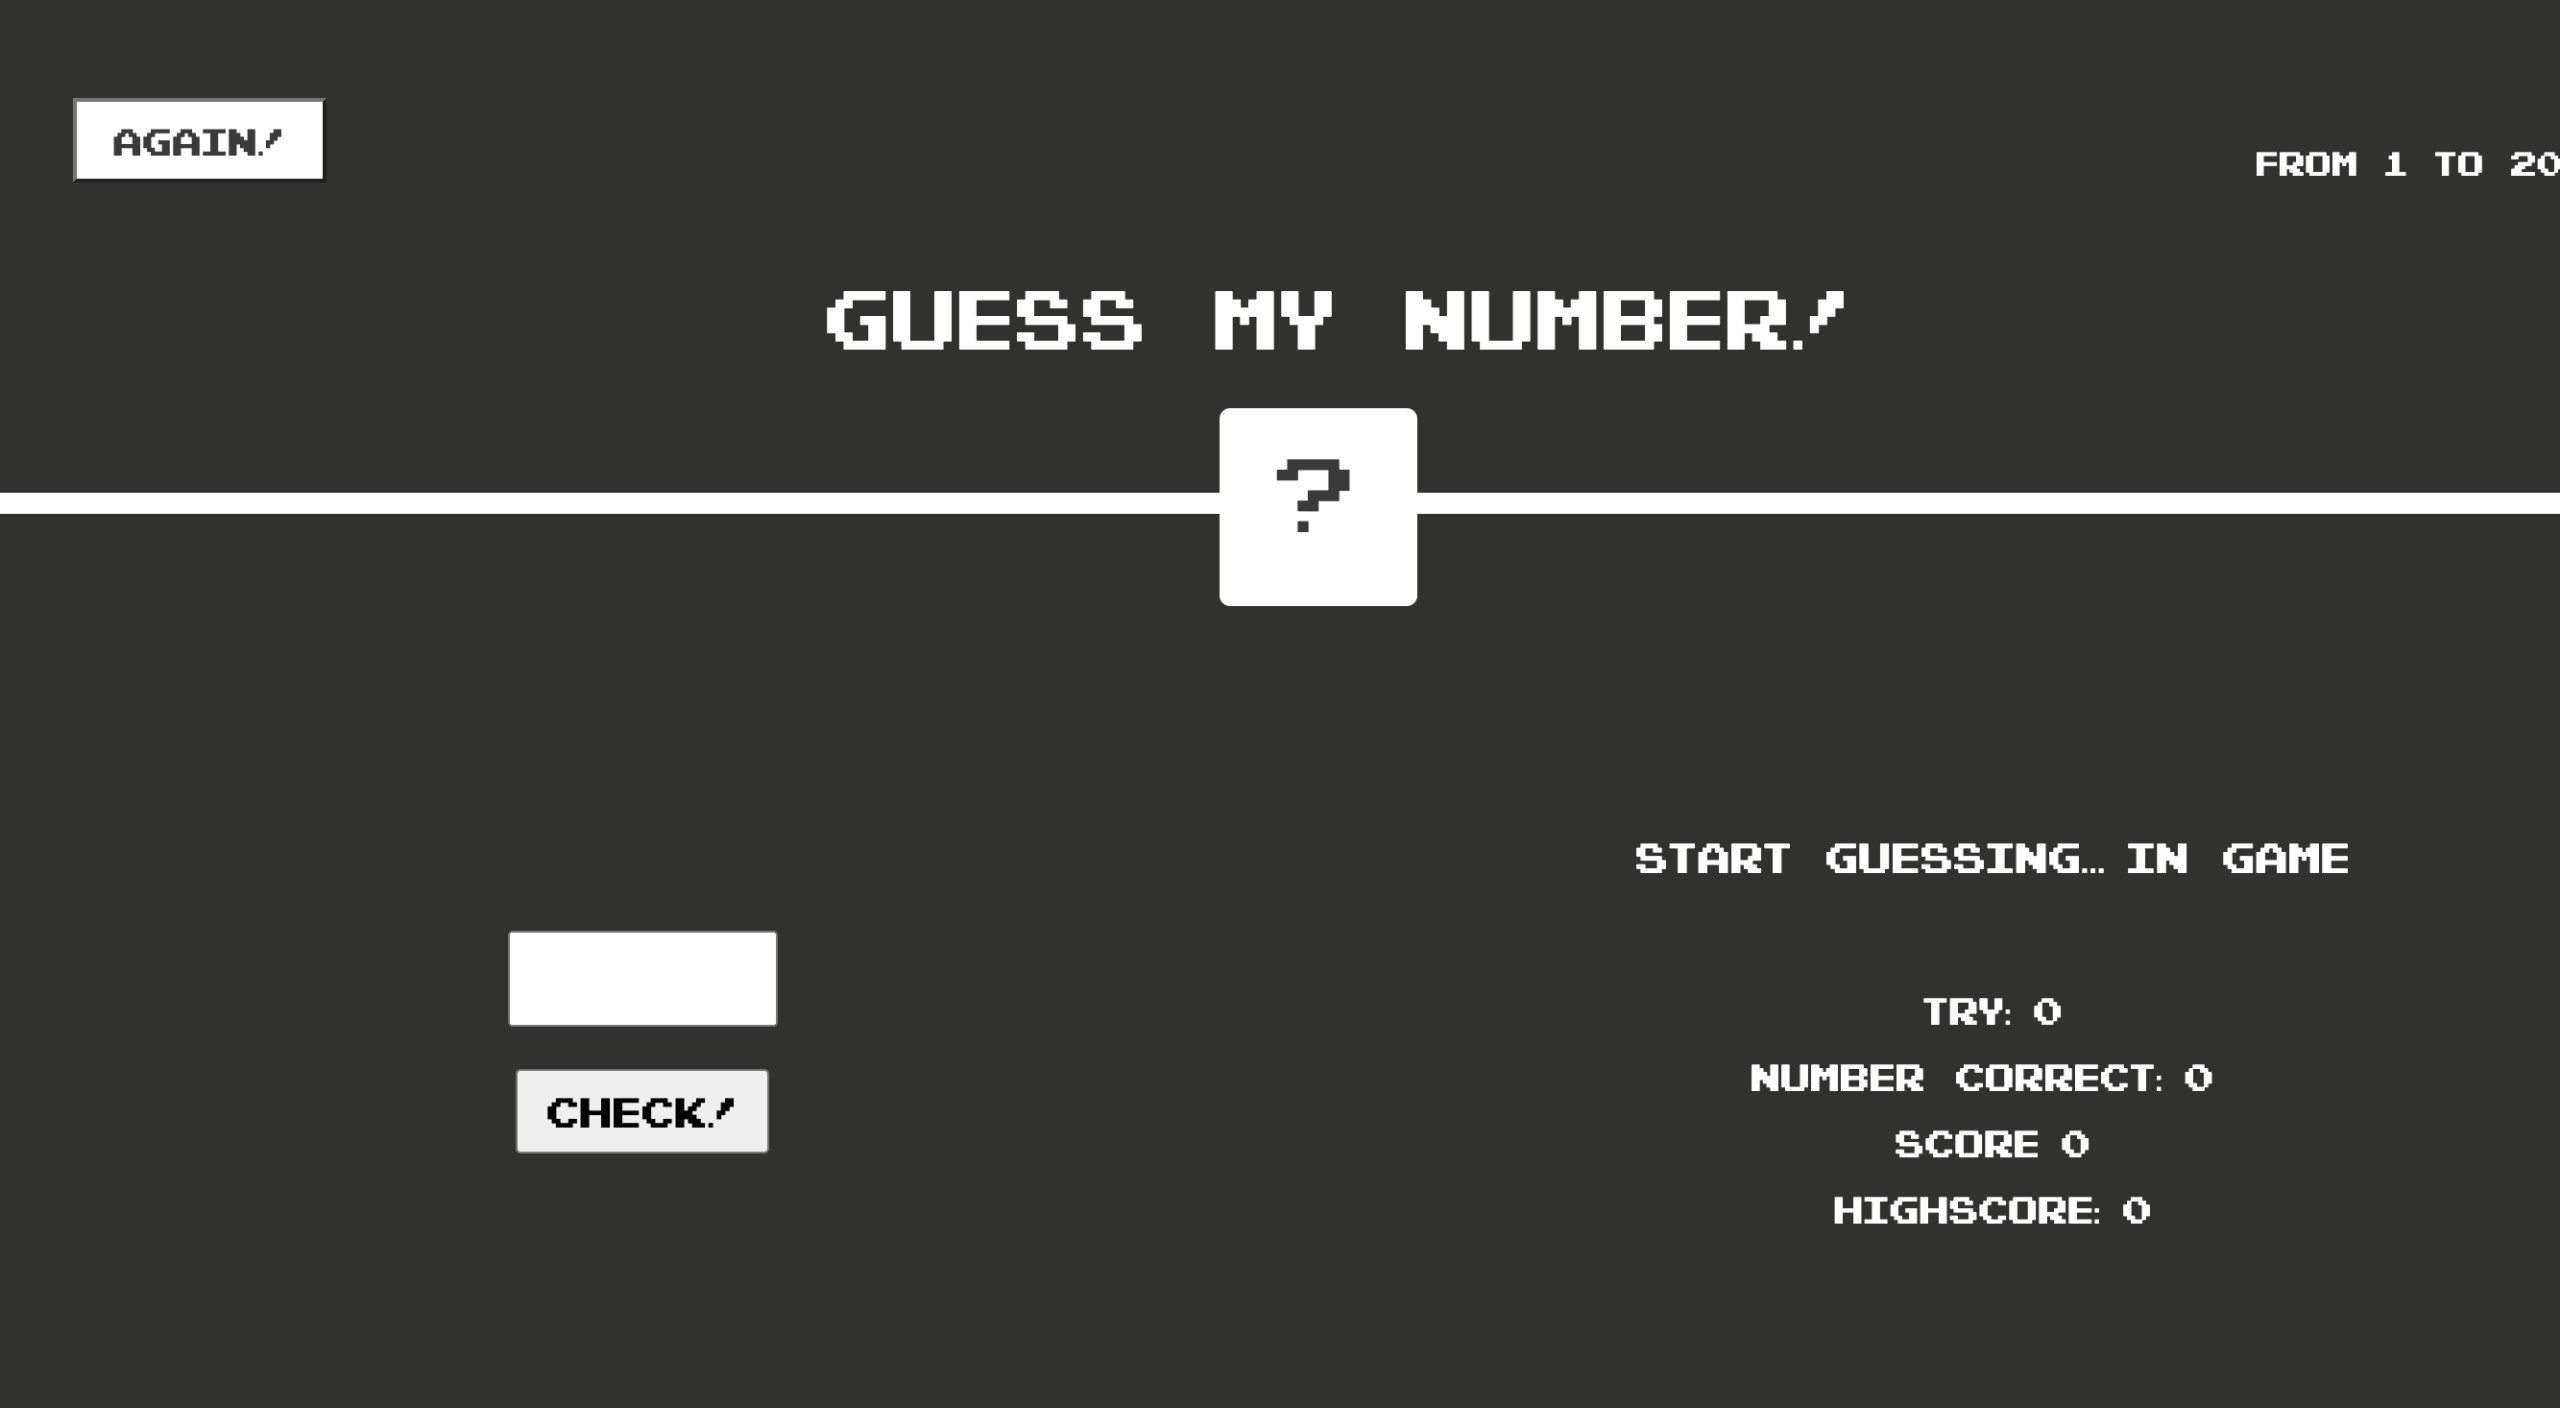 AGAIN!
FROM 1 TO 20
GUESS MY NUMBER!
?
START GUESSING... IN GAME
TRY: 0
NUMBER CORRECT: 0
CHECK!
SCORE 0
HIGHSCORE: 0